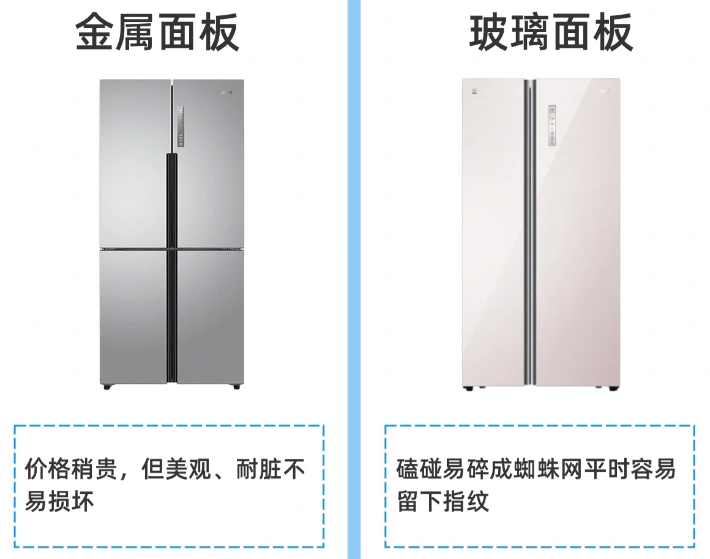 金属面板
玻璃面板
价格稍贵，但美观、耐脏不
易损坏
磕碰易碎成蜘蛛网平时容易
留下指纹